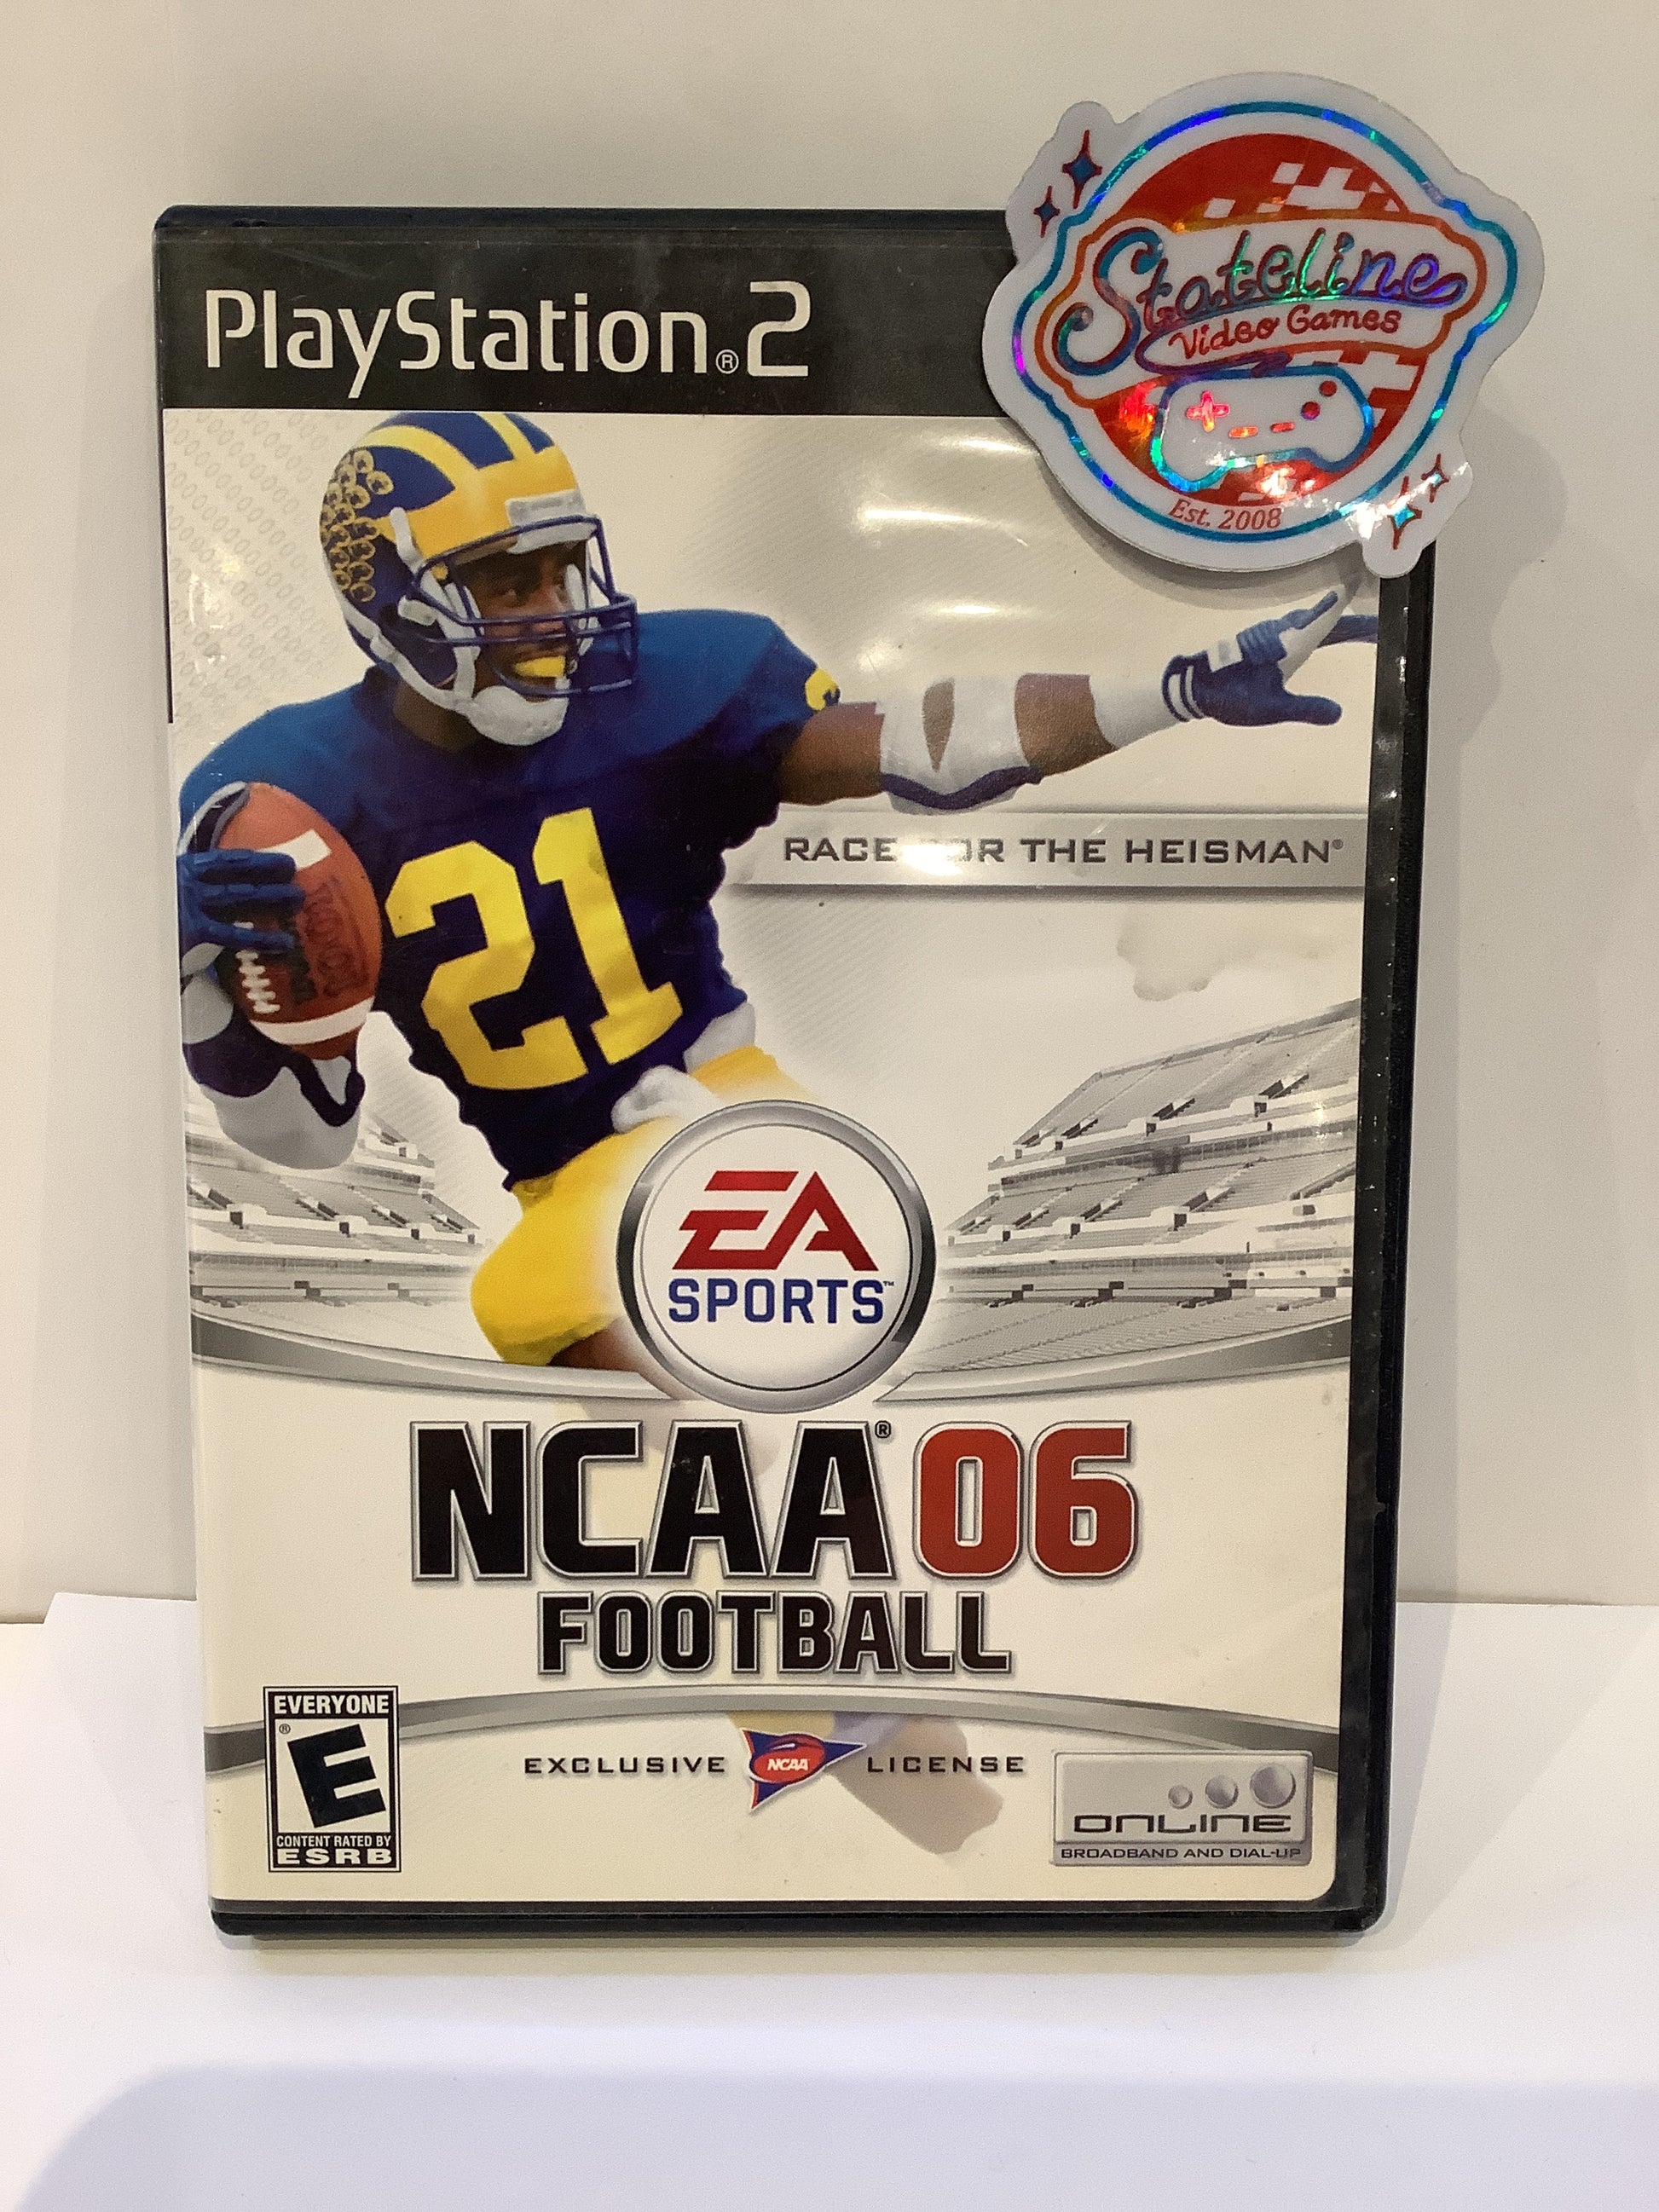 PlayStation®2
Stateline
Video Games
Est. 2008
RACE FOR THE HEISMAN®
21
EA
SPORTS™
NCAA® 06
FOOTBALL
EVERYONE
E®
CONTENT RATED BY
ESRB
EXCLUSIVE NCAA LICENSE
ONLINE
BROADBAND AND DIAL-UP